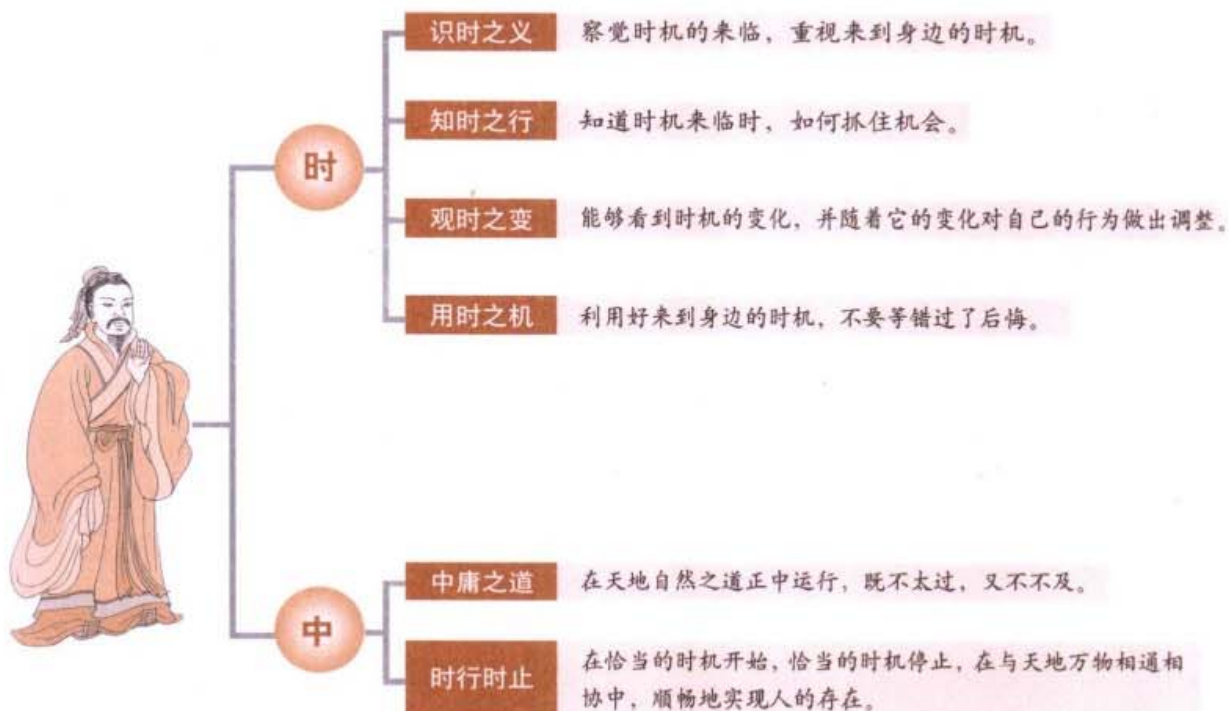 时
识时之义 察觉时机的来临，重视来到身边的时机。
知时之行 知道时机来临时，如何抓住机会。
观时之变 能够看到时机的变化，并随着它的变化对自己的行为做出调整。
用时之机 利用好来到身边的时机，不要等错过了后悔。
中
中庸之道 在天地自然之道正中运行，既不太过，又不不及。
时行时止 在恰当的时机开始，恰当的时机停止，在与天地万物相通相
协中，顺畅地实现人的存在。